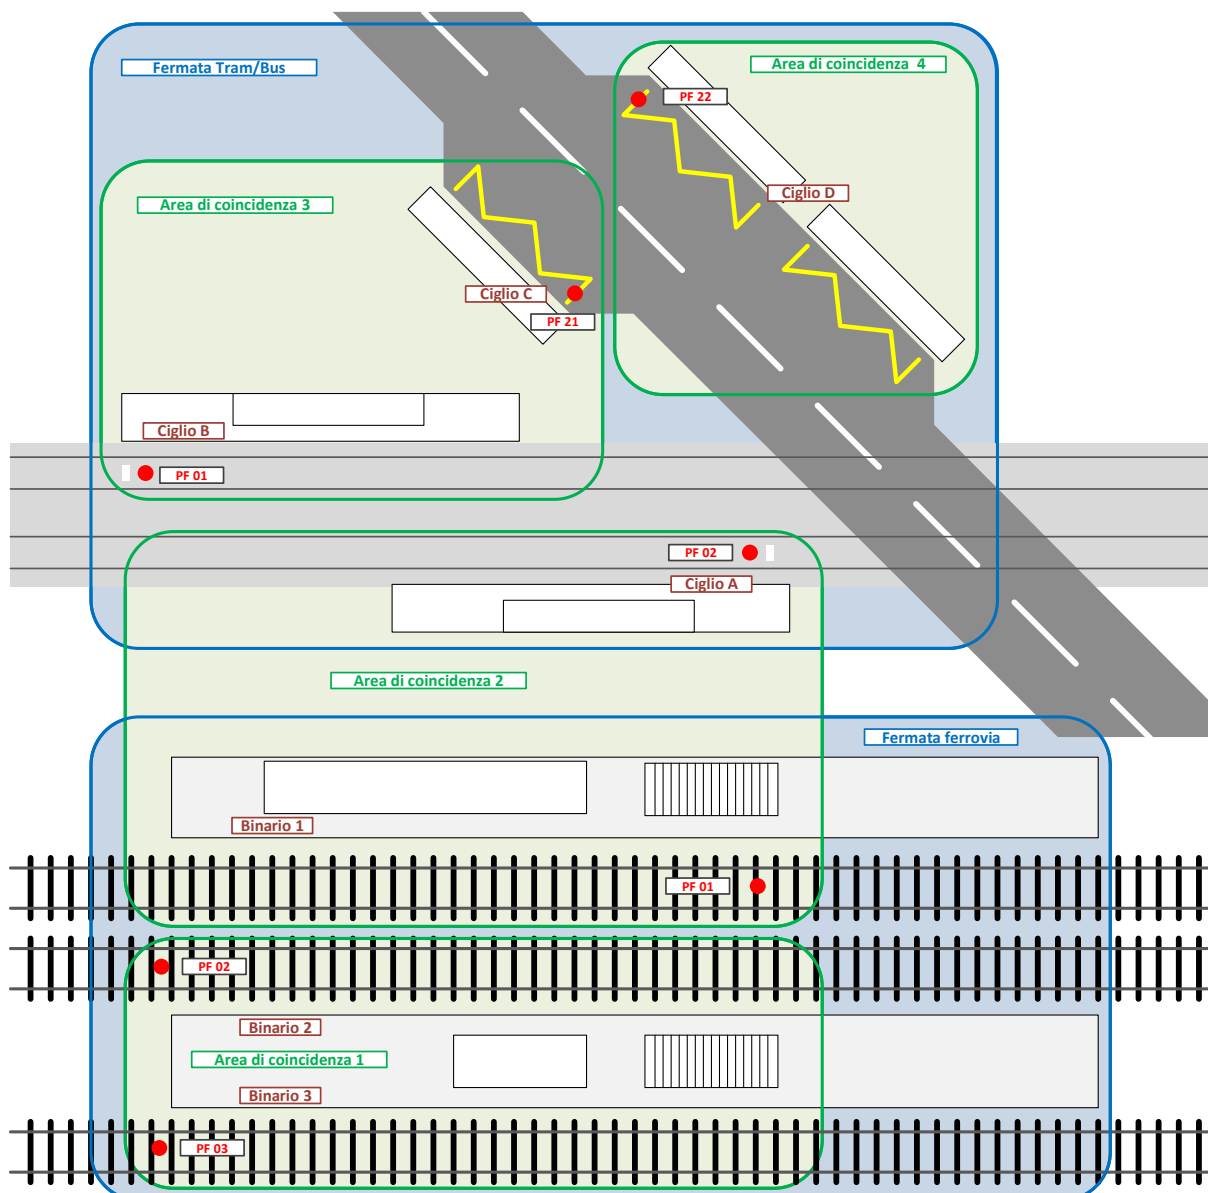 Fermata Tram/Bus
Area di coincidenza 4
PF 22
Ciglio D
Area di coincidenza 3
Ciglio C
PF 21
Ciglio B
PF 01
PF 02
Ciglio A
Area di coincidenza 2
Fermata ferrovia
Binario 1
PF 01
PF 02
Binario 2
Area di coincidenza 1
Binario 3
PF 03